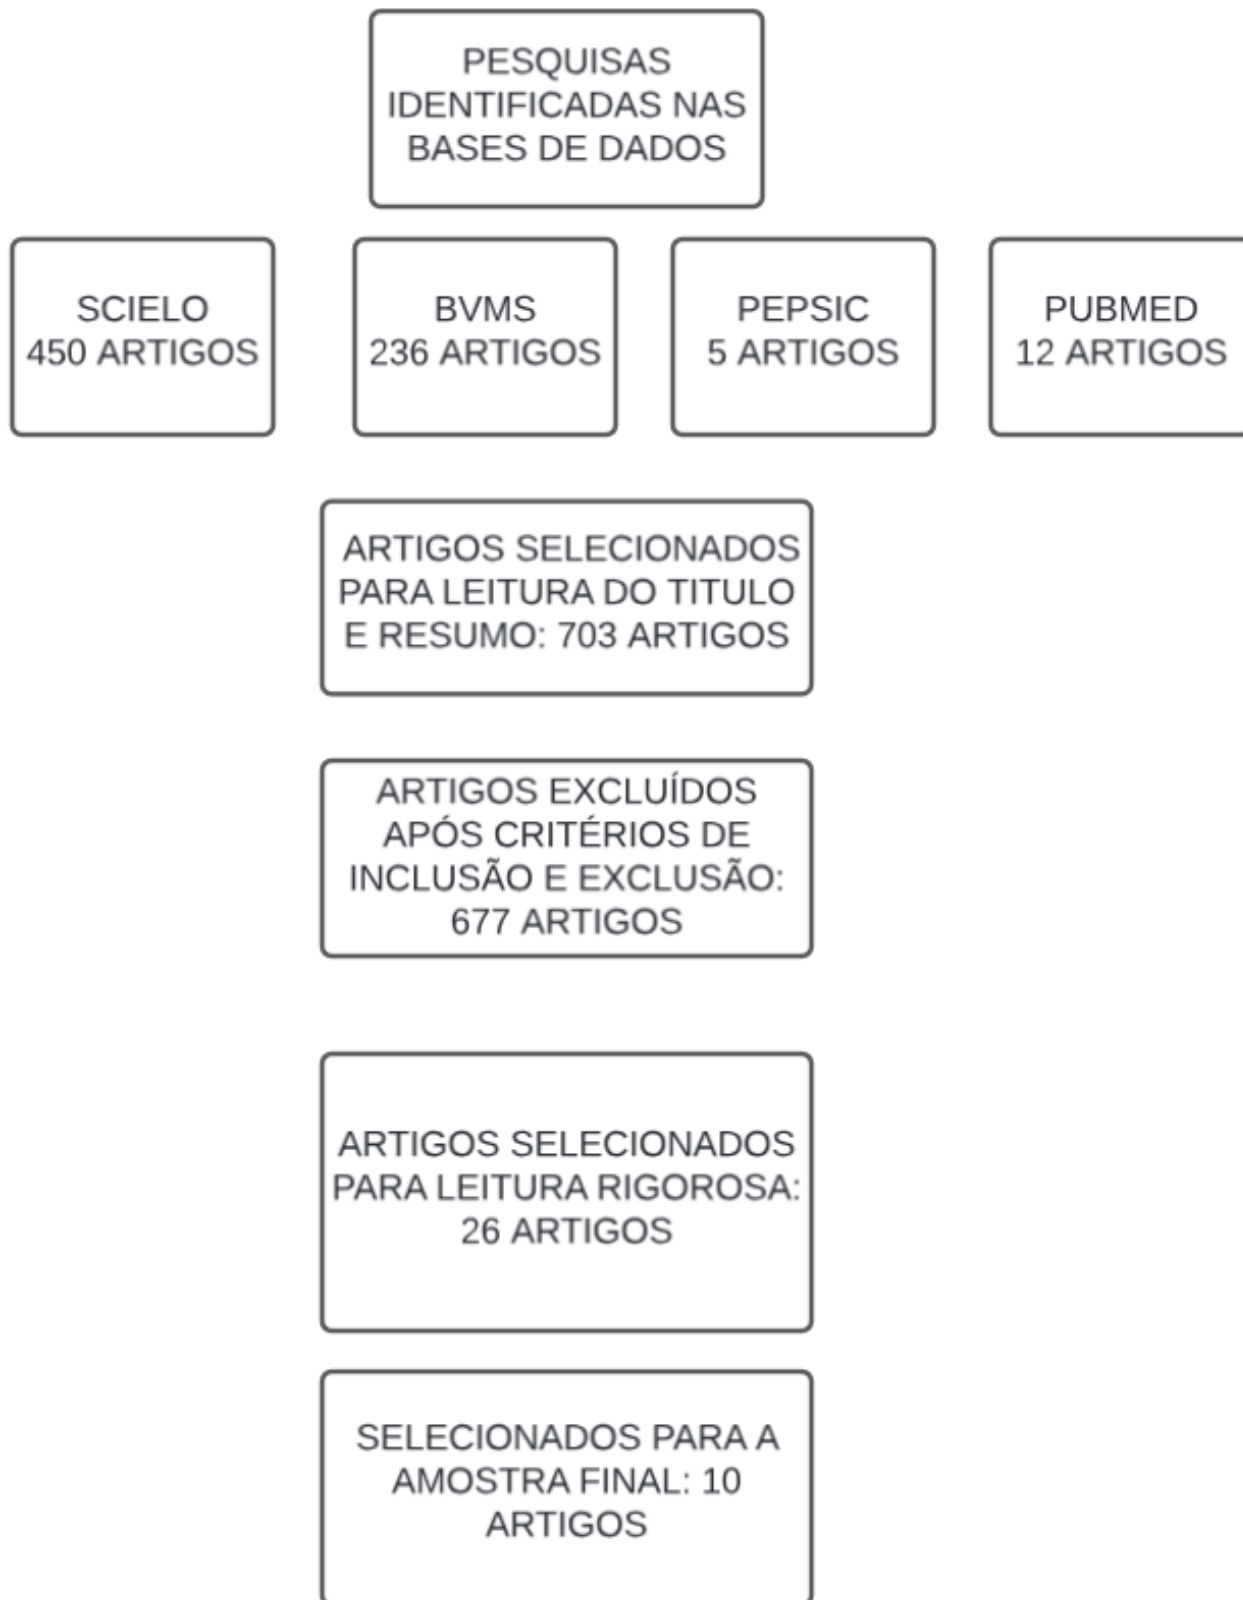 PESQUISAS
IDENTIFICADAS NAS
BASES DE DADOS
SCIELO
450 ARTIGOS
BVMS
236 ARTIGOS
PEPSIC
5 ARTIGOS
PUBMED
12 ARTIGOS
ARTIGOS SELECIONADOS
PARA LEITURA DO TITULO
E RESUMO: 703 ARTIGOS
ARTIGOS EXCLUÍDOS
APÓS CRITÉRIOS DE
INCLUSÃO E EXCLUSÃO:
677 ARTIGOS
ARTIGOS SELECIONADOS
PARA LEITURA RIGOROSA:
26 ARTIGOS
SELECIONADOS PARA A
AMOSTRA FINAL: 10
ARTIGOS